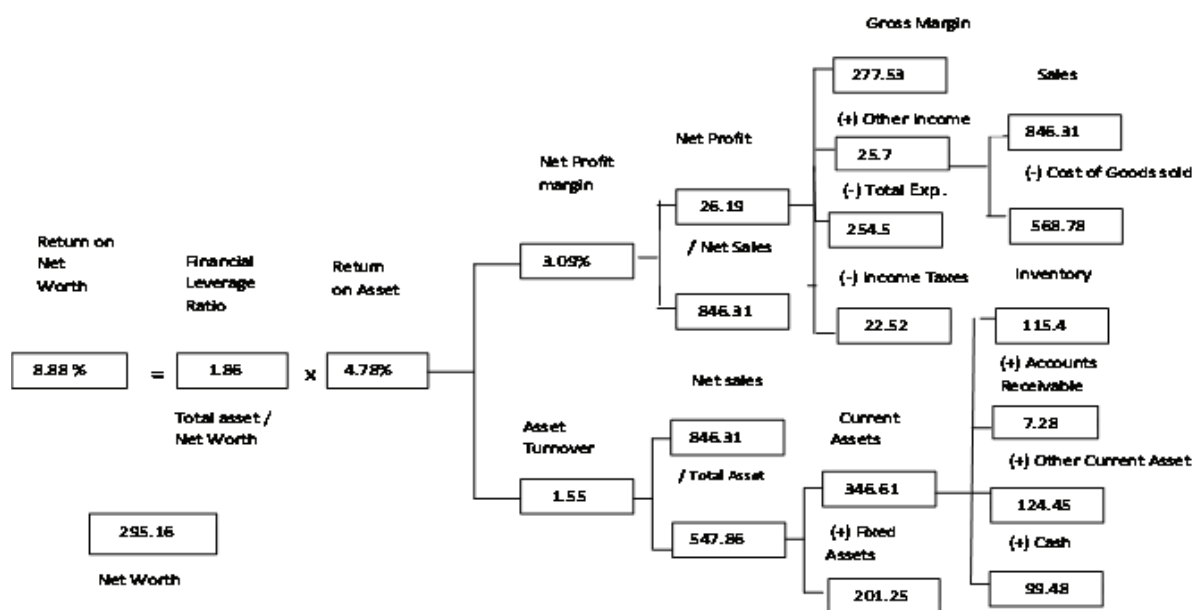 Gross Margin
277.53
Sales
(+) Other Income
846.31
Net Profit
25.7
Net Profit
margin
(-) Cost of Goods sold
(-) Total Exp.
26.19
254.5
568.78
Return on
Net
Worth
Financial
Leverage
Ratio
Return
on Asset
3.09%
/ Net Sales
(-) Income Taxes
Inventory
846.31
22.52
115.4
8.88 %
=
1.86
x
4.78%
(+) Accounts
Receivable
Net sales
Total asset /
Net Worth
Asset
Turnover
846.31
Current
Assets
7.28
(+) Other Current Asset
/ Total Asset
1.55
346.61
124.45
295.16
547.86
(+) Fixed
Assets
(+) Cash
Net Worth
201.25
99.48